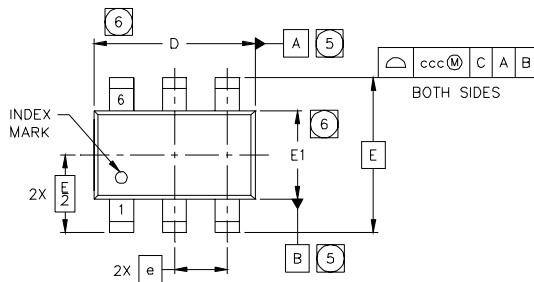 6
D
A 5
ccc Ⓜ C A B
BOTH SIDES
6
INDEX
MARK
6
E1
E
2X E
2
1
B 5
2X e